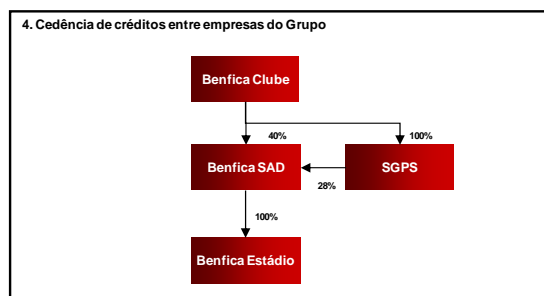 4. Cedência de créditos entre empresas do Grupo
Benfica Clube
40%
100%
Benfica SAD
SGPS
28%
100%
Benfica Estádio